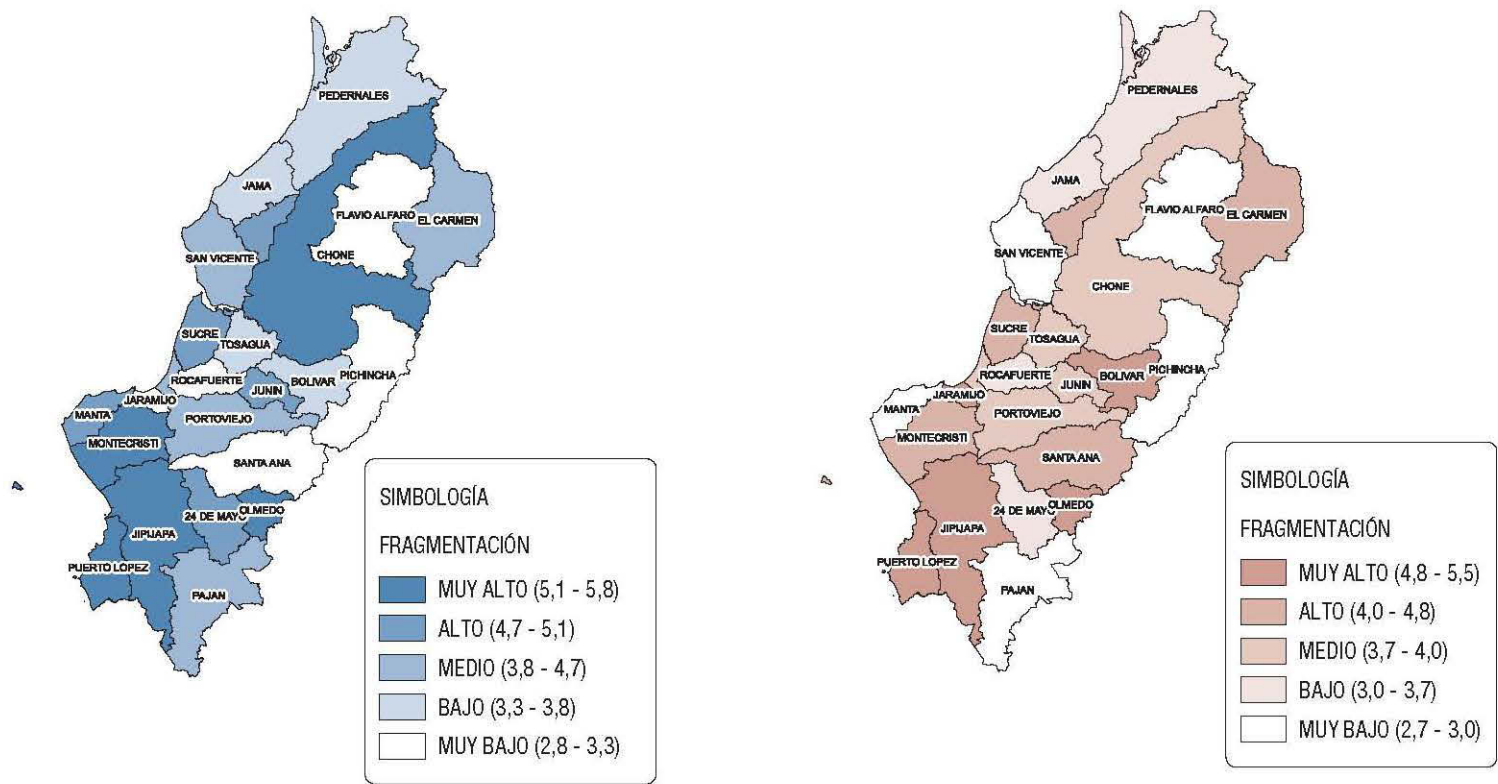 PEDERNALES
JAMA
FLAVIO ALFARO
EL CARMEN
SAN VICENTE
CHONE
SUCRE
TOSAGUA
ROCAFUERTE
BOLIVAR
PICHINCHA
JUNIN
JARAMIJO
MANTA
PORTOVIEJO
MONTECRISTI
SANTA ANA
24 DE MAYO
OLMEDO
JIPIJAPA
PUERTO LOPEZ
PAJAN
SIMBOLOGÍA
FRAGMENTACIÓN
MUY ALTO (5,1 - 5,8)
ALTO (4,7 - 5,1)
MEDIO (3,8 - 4,7)
BAJO (3,3 - 3,8)
MUY BAJO (2,8 - 3,3)
PEDERNALES
JAMA
FLAVIO ALFARO
EL CARMEN
SAN VICENTE
CHONE
SUCRE
TOSAGUA
ROCAFUERTE
JUNIN
BOLIVAR
PICHINCHA
JARAMIJO
MANTA
PORTOVIEJO
MONTECRISTI
SANTA ANA
24 DE MAYO
OLMEDO
JIPIJAPA
PUERTO LOPEZ
PAJAN
SIMBOLOGÍA
FRAGMENTACIÓN
MUY ALTO (4,8 - 5,5)
ALTO (4,0 - 4,8)
MEDIO (3,7 - 4,0)
BAJO (3,0 - 3,7)
MUY BAJO (2,7 - 3,0)